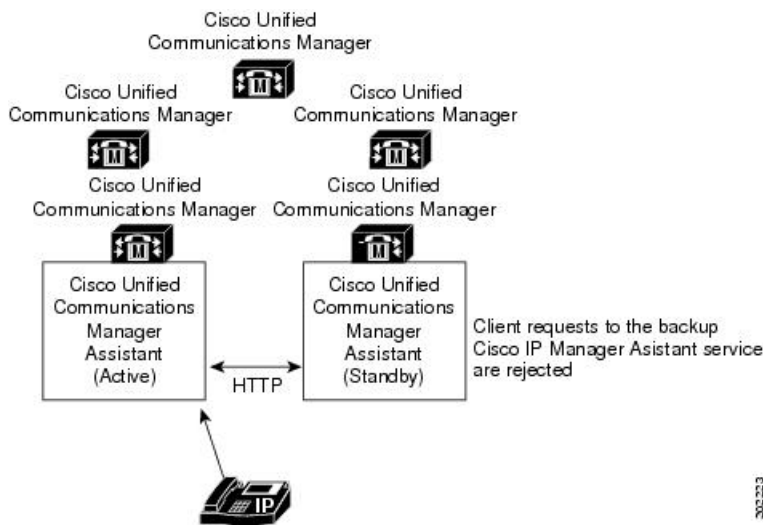 Cisco Unified
Communications Manager
M
Cisco Unified
Communications Manager
M
Cisco Unified
Communications Manager
M
Cisco Unified
Communications Manager
M
Cisco Unified
Communications Manager
M
Cisco Unified
Communications
Manager
Assistant
(Active)
HTTP
Cisco Unified
Communications
Manager
Assistant
(Standby)
Client requests to the backup
Cisco IP Manager Asistant service
are rejected
IP
202223